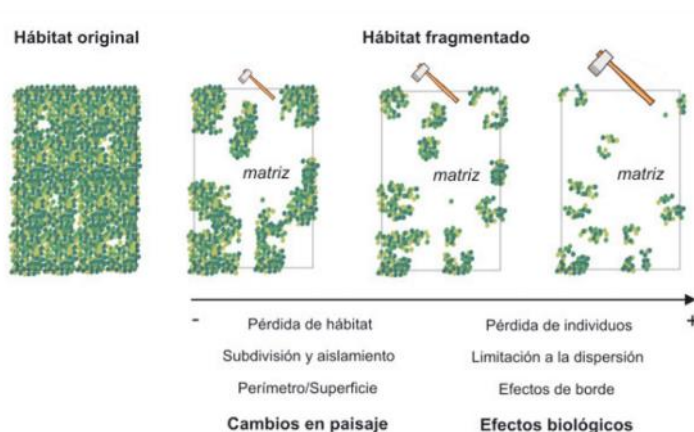 Hábitat original
Hábitat fragmentado
matriz
matriz
matriz
- +
Pérdida de hábitat
Pérdida de individuos
Subdivisión y aislamiento
Limitación a la dispersión
Perímetro/Superficie
Efectos de borde
Cambios en paisaje
Efectos biológicos